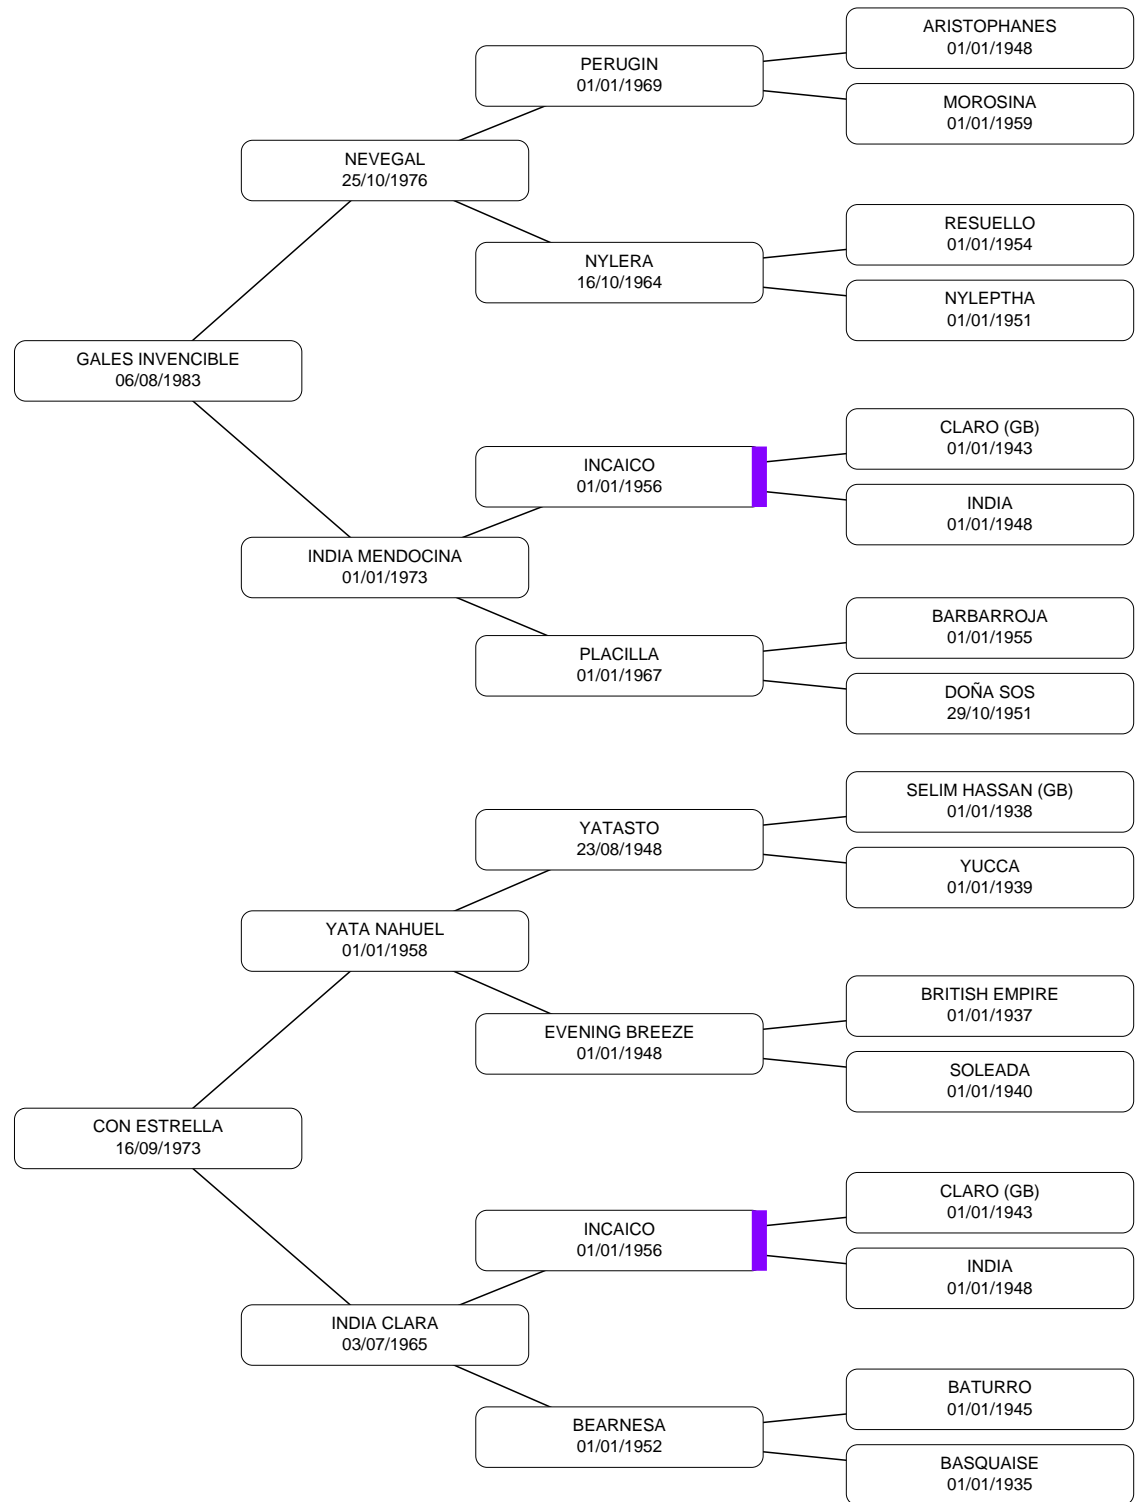 ARISTOPHANES
01/01/1948
PERUGIN
01/01/1969
MOROSINA
01/01/1959
NEVEGAL
25/10/1976
RESUELLO
01/01/1954
NYLERA
16/10/1964
NYLEPTHA
01/01/1951
GALES INVENCIBLE
06/08/1983
CLARO (GB)
01/01/1943
INCAICO
01/01/1956
INDIA
01/01/1948
INDIA MENDOCINA
01/01/1973
BARBARROJA
01/01/1955
PLACILLA
01/01/1967
DOÑA SOS
29/10/1951
SELIM HASSAN (GB)
01/01/1938
YATASTO
23/08/1948
YUCCA
01/01/1939
YATA NAHUEL
01/01/1958
BRITISH EMPIRE
01/01/1937
EVENING BREEZE
01/01/1948
SOLEADA
01/01/1940
CON ESTRELLA
16/09/1973
CLARO (GB)
01/01/1943
INCAICO
01/01/1956
INDIA
01/01/1948
INDIA CLARA
03/07/1965
BATURRO
01/01/1945
BEARNESA
01/01/1952
BASQUAISE
01/01/1935